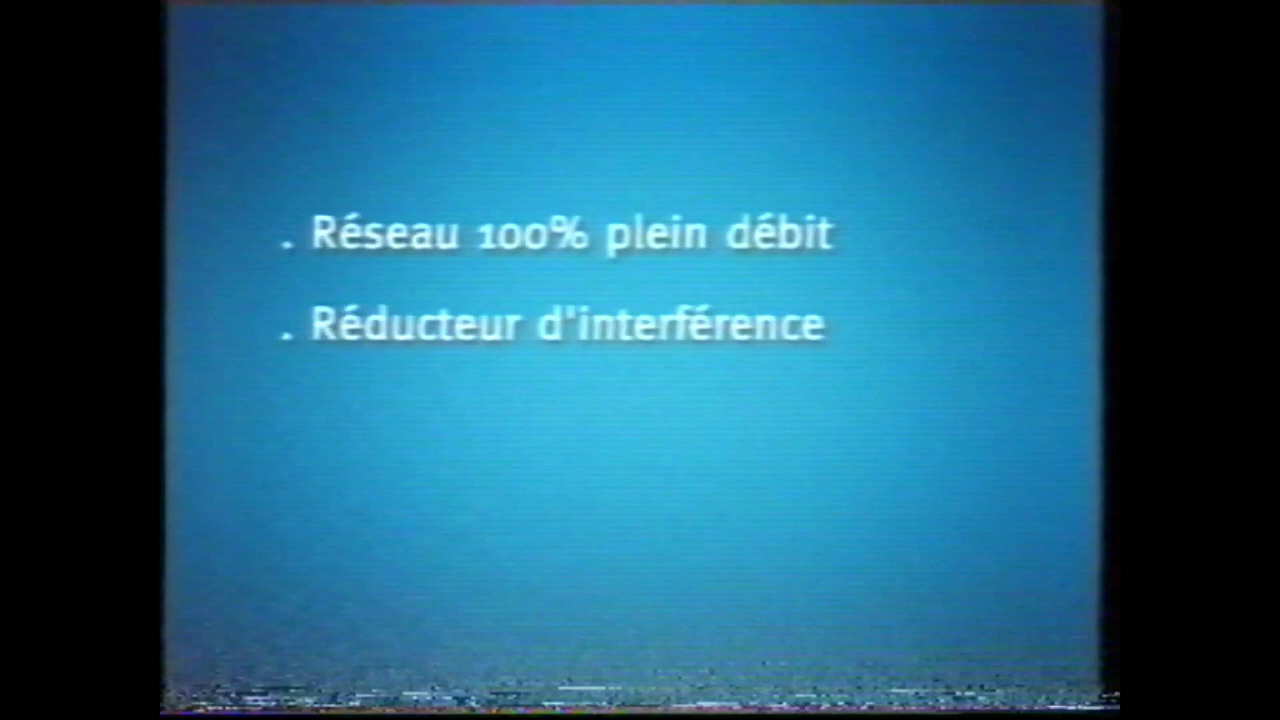 . Réseau 100% plein débit
. Réducteur d'interférence